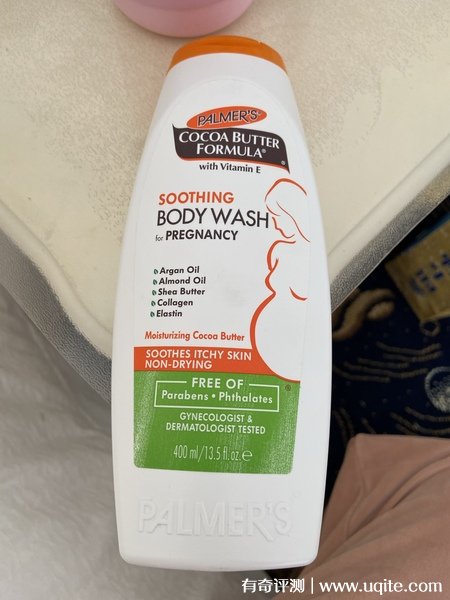 PALMER'S®
COCOA BUTTER
FORMULA®
with Vitamin E
SOOTHING
BODY WASH
for PREGNANCY
Argan Oil
Almond Oil
Shea Butter
Collagen
Elastin
Moisturizing Cocoa Butter
SOOTHES ITCHY SKIN
NON-DRYING
FREE OF
Parabens • Phthalates
GYNECOLOGIST &
DERMATOLOGIST TESTED
400 ml/13.5 fl. oz. e
PALMER'S
有奇评测 | www.uqite.com